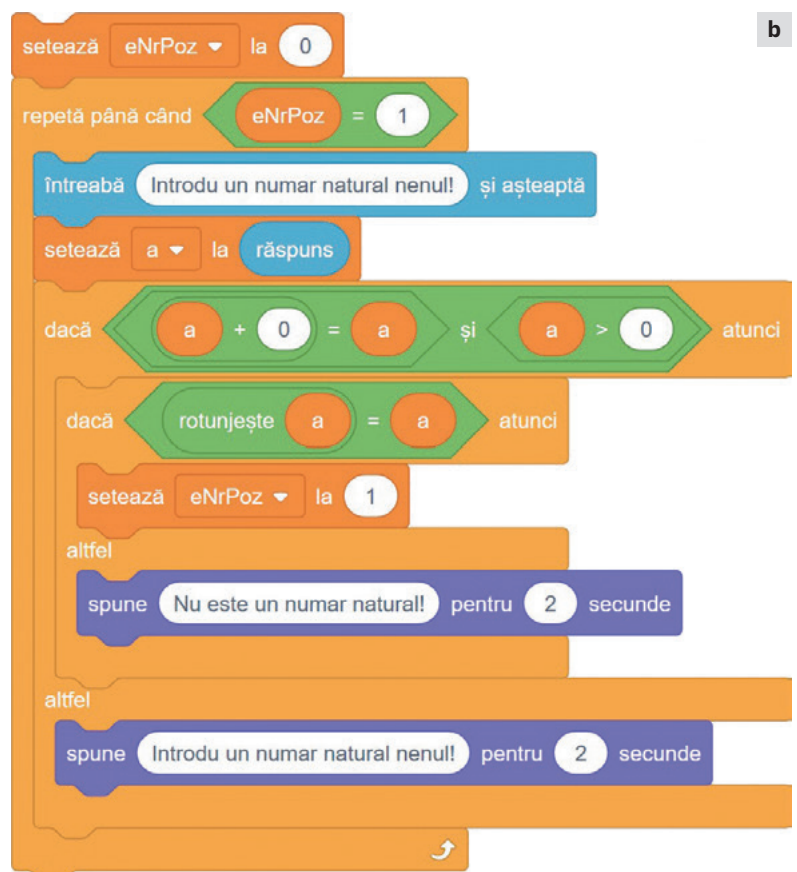 b
setează eNrPoz la 0
repetă până când eNrPoz = 1
întreabă Introdu un numar natural nenul! și așteaptă
setează a la răspuns
dacă a + 0 = a și a > 0 atunci
dacă rotunjește a = a atunci
setează eNrPoz la 1
altfel
spune Nu este un numar natural! pentru 2 secunde
altfel
spune Introdu un numar natural nenul! pentru 2 secunde